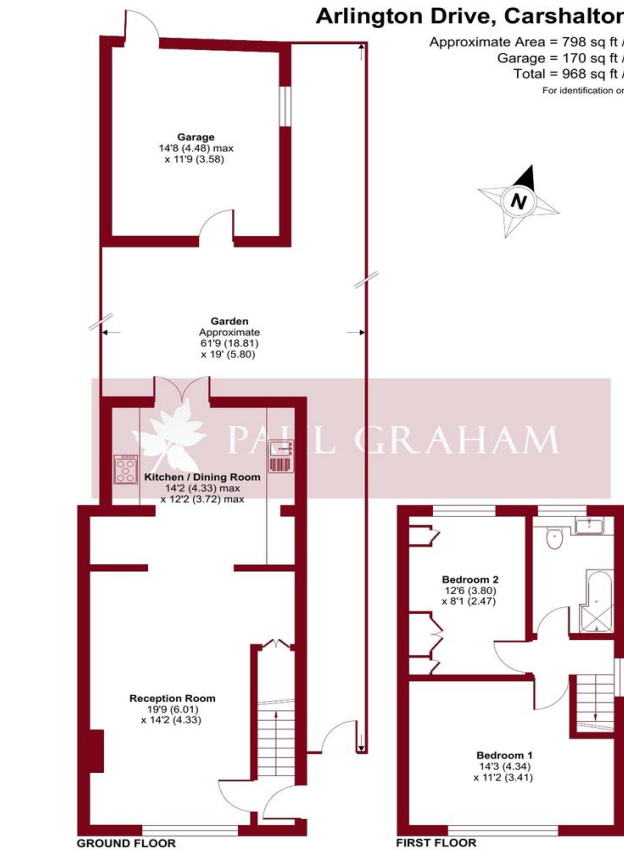 Arlington Drive, Carshalton
Approximate Area = 798 sq ft /
Garage = 170 sq ft /
Total = 968 sq ft /
For identification
Garage
14'8 (4.48) max
x 11'9 (3.58)
N
Garden
Approximate
61'9 (18.81)
x 19' (5.80)
PAUL GRAHAM
Kitchen / Dining Room
14'2 (4.33) max
x 12'2 (3.72) max
Bedroom 2
12'6 (3.80)
x 8'1 (2.47)
Reception Room
19'9 (6.01)
x 14'2 (4.33)
Bedroom 1
14'3 (4.34)
x 11'2 (3.41)
GROUND FLOOR
FIRST FLOOR